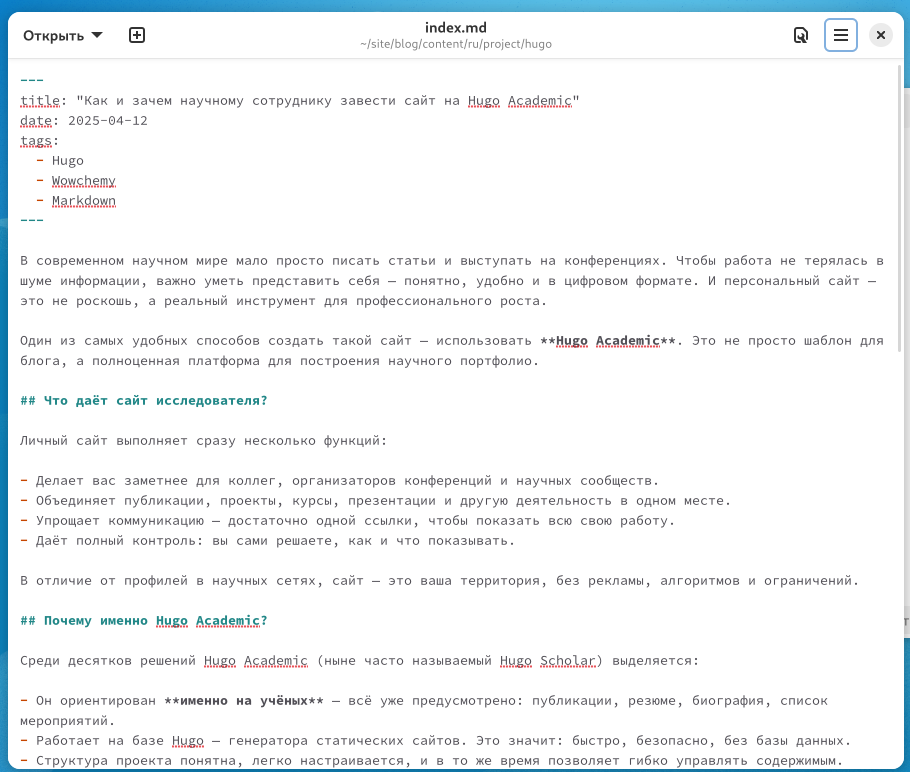 Открыть
index.md
~/site/blog/content/ru/project/hugo
---
title: "Как и зачем научному сотруднику завести сайт на Hugo Academic"
date: 2025-04-12
tags:
- Hugo
- Wowchemy
- Markdown
---
В современном научном мире мало просто писать статьи и выступать на конференциях. Чтобы работа не терялась в
шуме информации, важно уметь представить себя — понятно, удобно и в цифровом формате. И персональный сайт —
это не роскошь, а реальный инструмент для профессионального роста.
Один из самых удобных способов создать такой сайт — использовать **Hugo Academic**. Это не просто шаблон для
блога, а полноценная платформа для построения научного портфолио.
## Что даёт сайт исследователя?
Личный сайт выполняет сразу несколько функций:
- Делает вас заметнее для коллег, организаторов конференций и научных сообществ.
- Объединяет публикации, проекты, курсы, презентации и другую деятельность в одном месте.
- Упрощает коммуникацию — достаточно одной ссылки, чтобы показать всю свою работу.
- Даёт полный контроль: вы сами решаете, как и что показывать.
В отличие от профилей в научных сетях, сайт — это ваша территория, без рекламы, алгоритмов и ограничений.
## Почему именно Hugo Academic?
Среди десятков решений Hugo Academic (ныне часто называемый Hugo Scholar) выделяется:
- Он ориентирован **именно на учёных** — всё уже предусмотрено: публикации, резюме, биография, список
мероприятий.
- Работает на базе Hugo — генератора статических сайтов. Это значит: быстро, безопасно, без базы данных.
- Структура проекта понятна, легко настраивается, и в то же время позволяет гибко управлять содержимым.